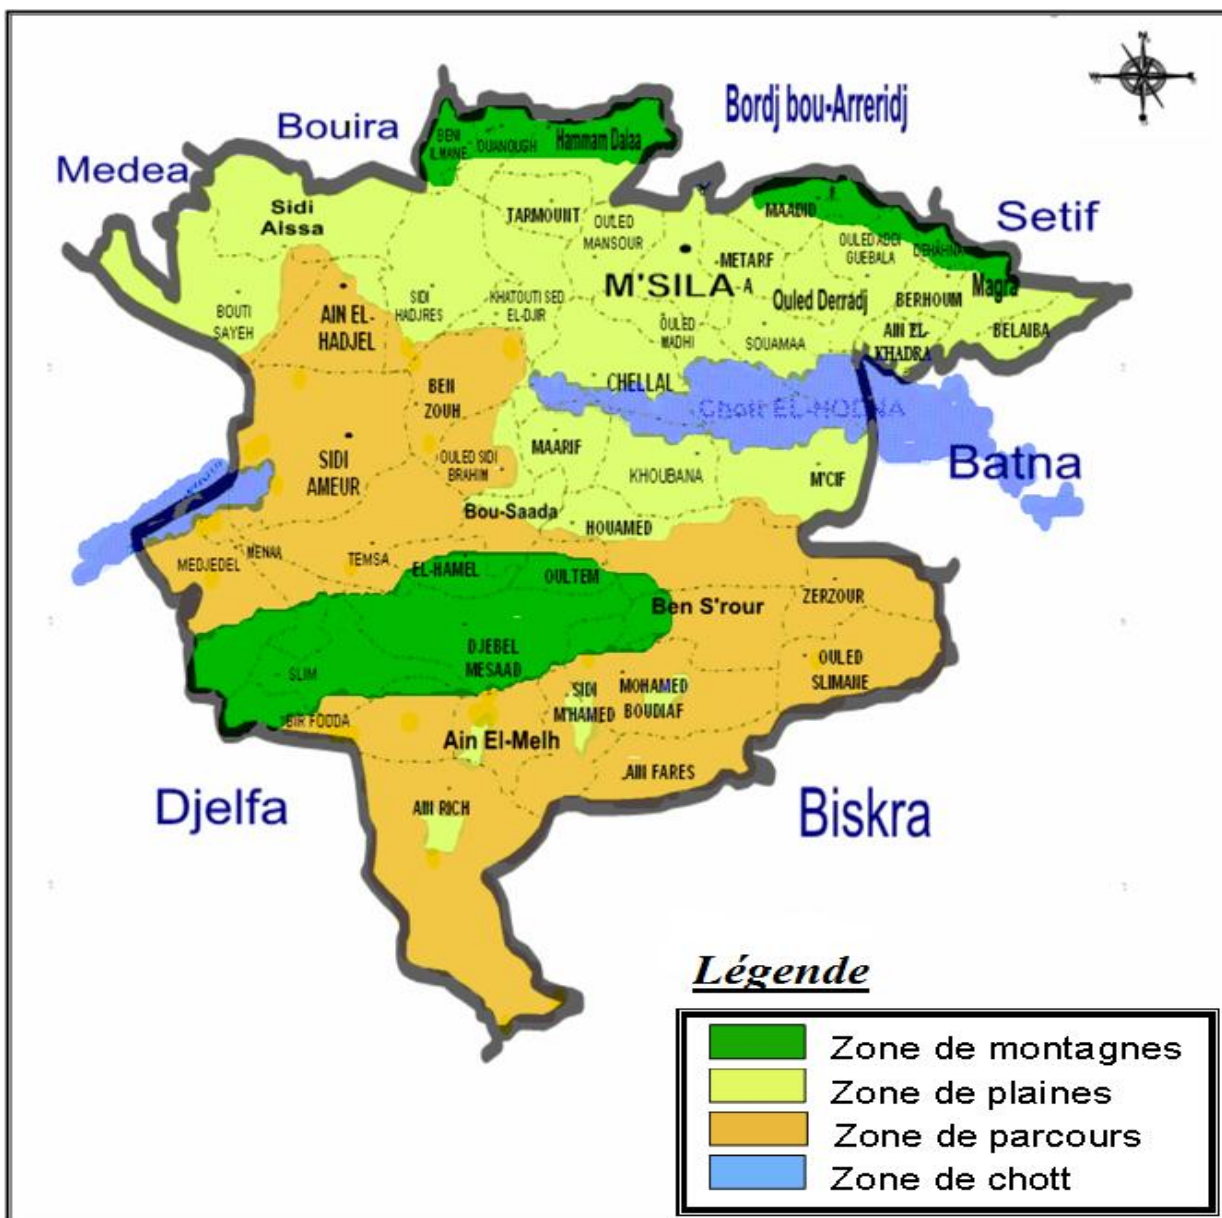 N
W
E
S
Bordj bou-Arreridj
Bouira
Medea
Setif
BENI
ILMANE
OUANOUGH
Hammam Dalaa
Sidi
Aissa
TARMOUNT
OULED
MANSOUR
MAADID
OULED ADDI
GUEBALA
DEHAHNA
Magra
M'SILA
METARF
A
Ouled Derradj
BERHOUM
BELAIBA
AIN EL-
KHADRA
BOUTI
SAYEH
AIN EL-
HADJEL
SIDI
HADJRES
KHATOUTI SED
EL-DJIR
OULED
MADHI
SOUAMAA
CHELLAL
Chott EL-HODNA
BEN
ZOUH
MAARIF
OULED SIDI
BRAHIM
KHOUBANA
M'CIF
Batna
SIDI
AMEUR
Bou-Saada
HOUAMED
MEDJEDEL
MENAA
TEMSA
EL-HAMEL
OULTEM
Ben S'rour
ZERZOUR
DJEBEL
MESAAD
SLIM
OULED
SLIMANE
SIDI
M'HAMED
MOHAMED
BOUDIAF
BIR FODDA
Ain El-Melh
AIN FARES
AIN RICH
Djelfa
Biskra
Légende
Zone de montagnes
Zone de plaines
Zone de parcours
Zone de chott